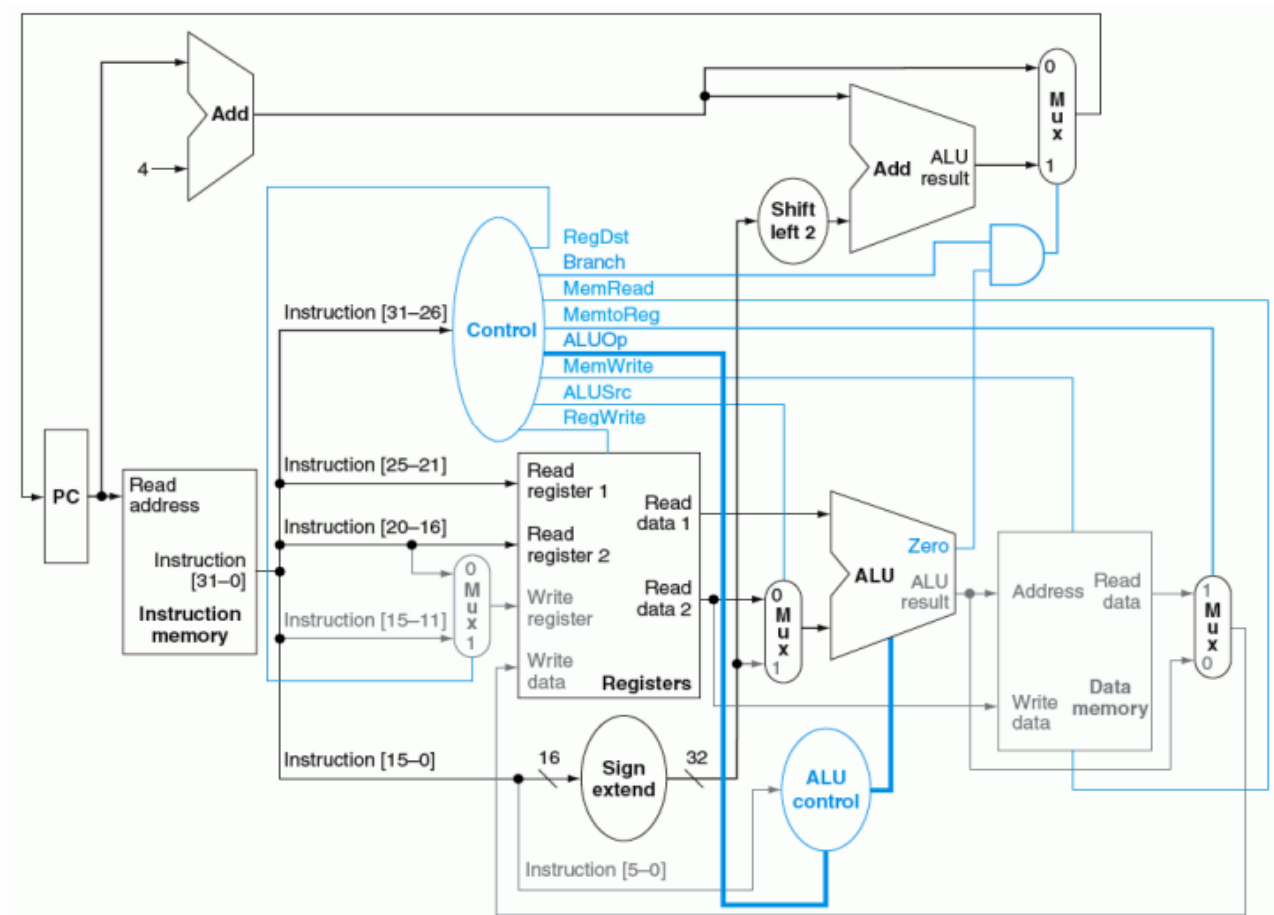 0
M
u
x
1
Add
4
Add
ALU
result
Shift
left 2
RegDst
Branch
MemRead
MemtoReg
ALUOp
MemWrite
ALUSrc
RegWrite
Control
Instruction [31–26]
Instruction [25–21]
Instruction [20–16]
Instruction [15–11]
Instruction [15–0]
Instruction [5–0]
PC
Read
address
Instruction
[31–0]
Instruction
memory
0
M
u
x
1
Read
register 1
Read
register 2
Write
register
Write
data
Read
data 1
Read
data 2
Registers
0
M
u
x
1
Zero
ALU
ALU
result
Address
Read
data
Write
data
Data
memory
1
M
u
x
0
16
Sign
extend
32
ALU
control